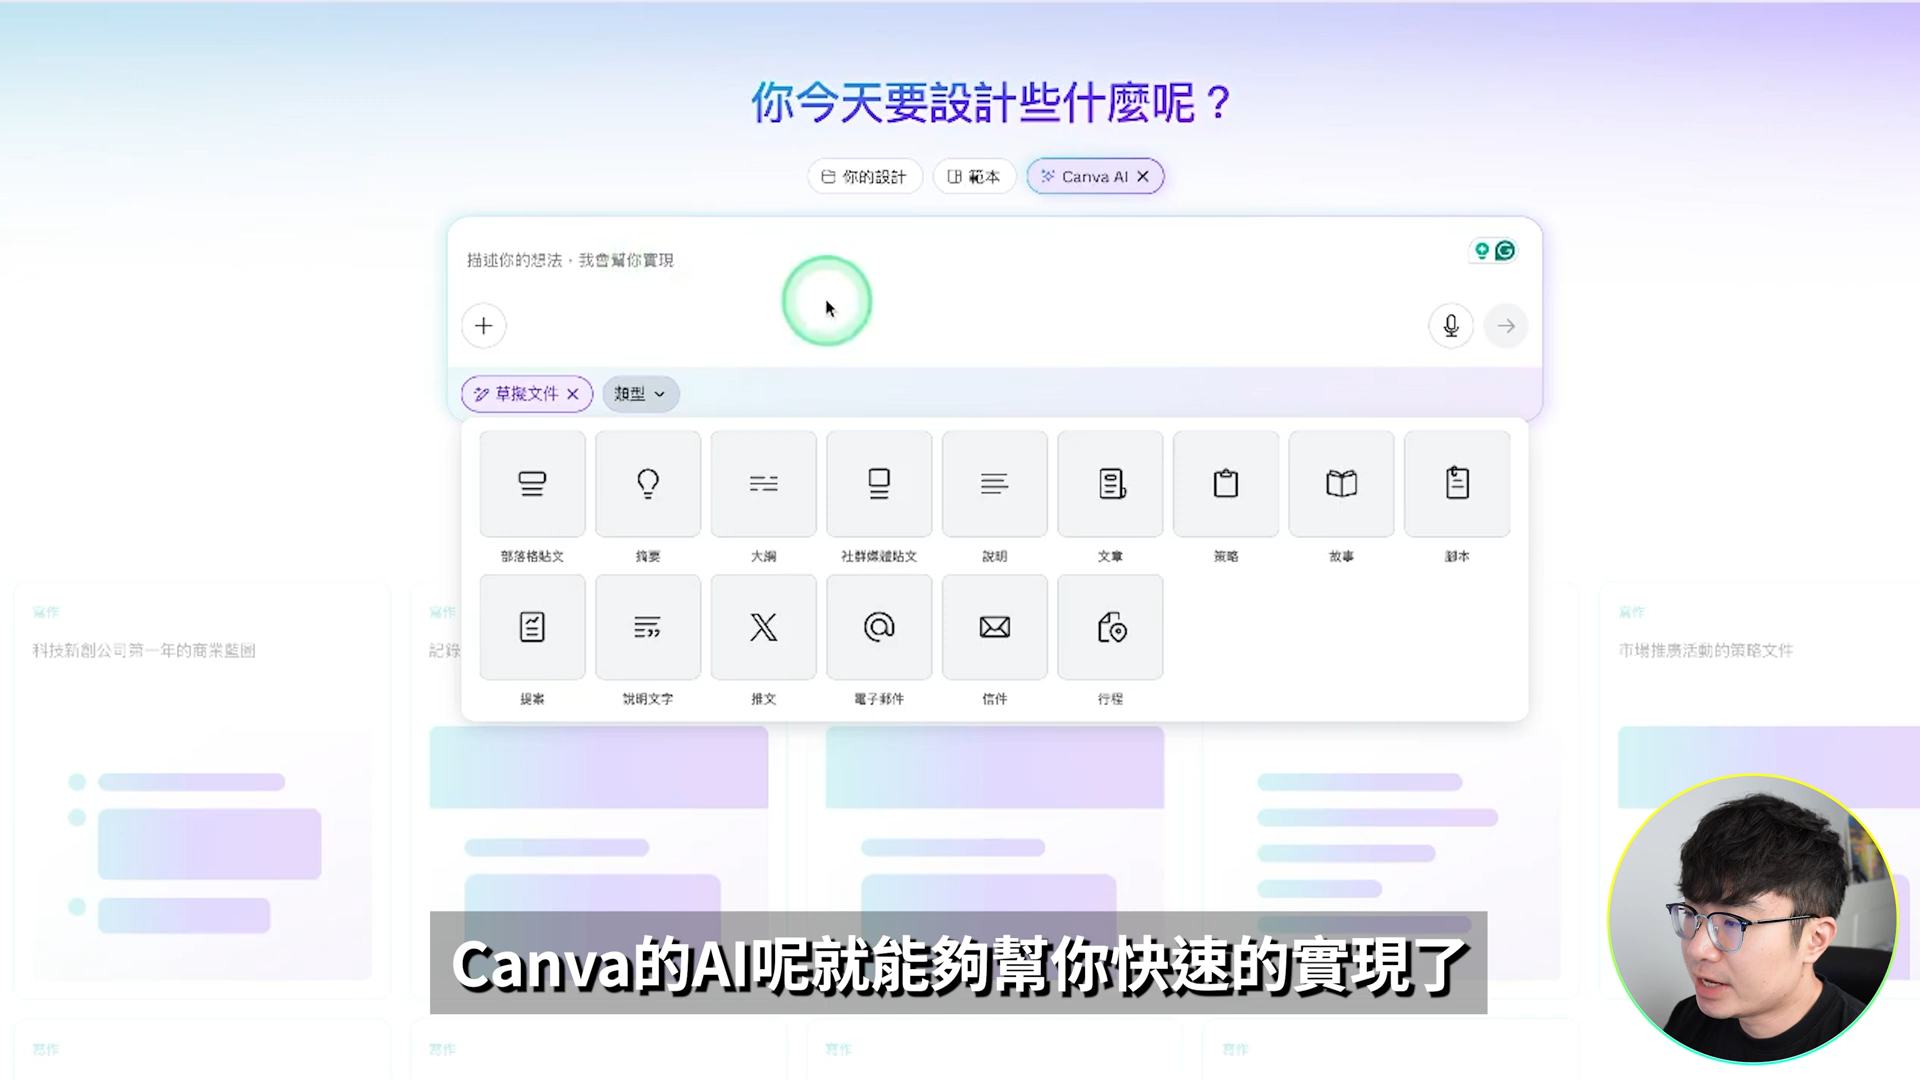 你今天要設計些什麼呢？
你的設計
範本
Canva AI
描述你的想法，我會幫你實現
草擬文件
類型
部落格貼文
摘要
大綱
社群媒體貼文
說明
文章
策略
故事
腳本
提案
說明文字
推文
電子郵件
信件
行程
寫作
科技新創公司第一年的商業藍圖
寫作
記錄
寫作
市場推廣活動的策略文件
Canva的AI呢就能夠幫你快速的實現了
寫作
寫作
寫作
寫作